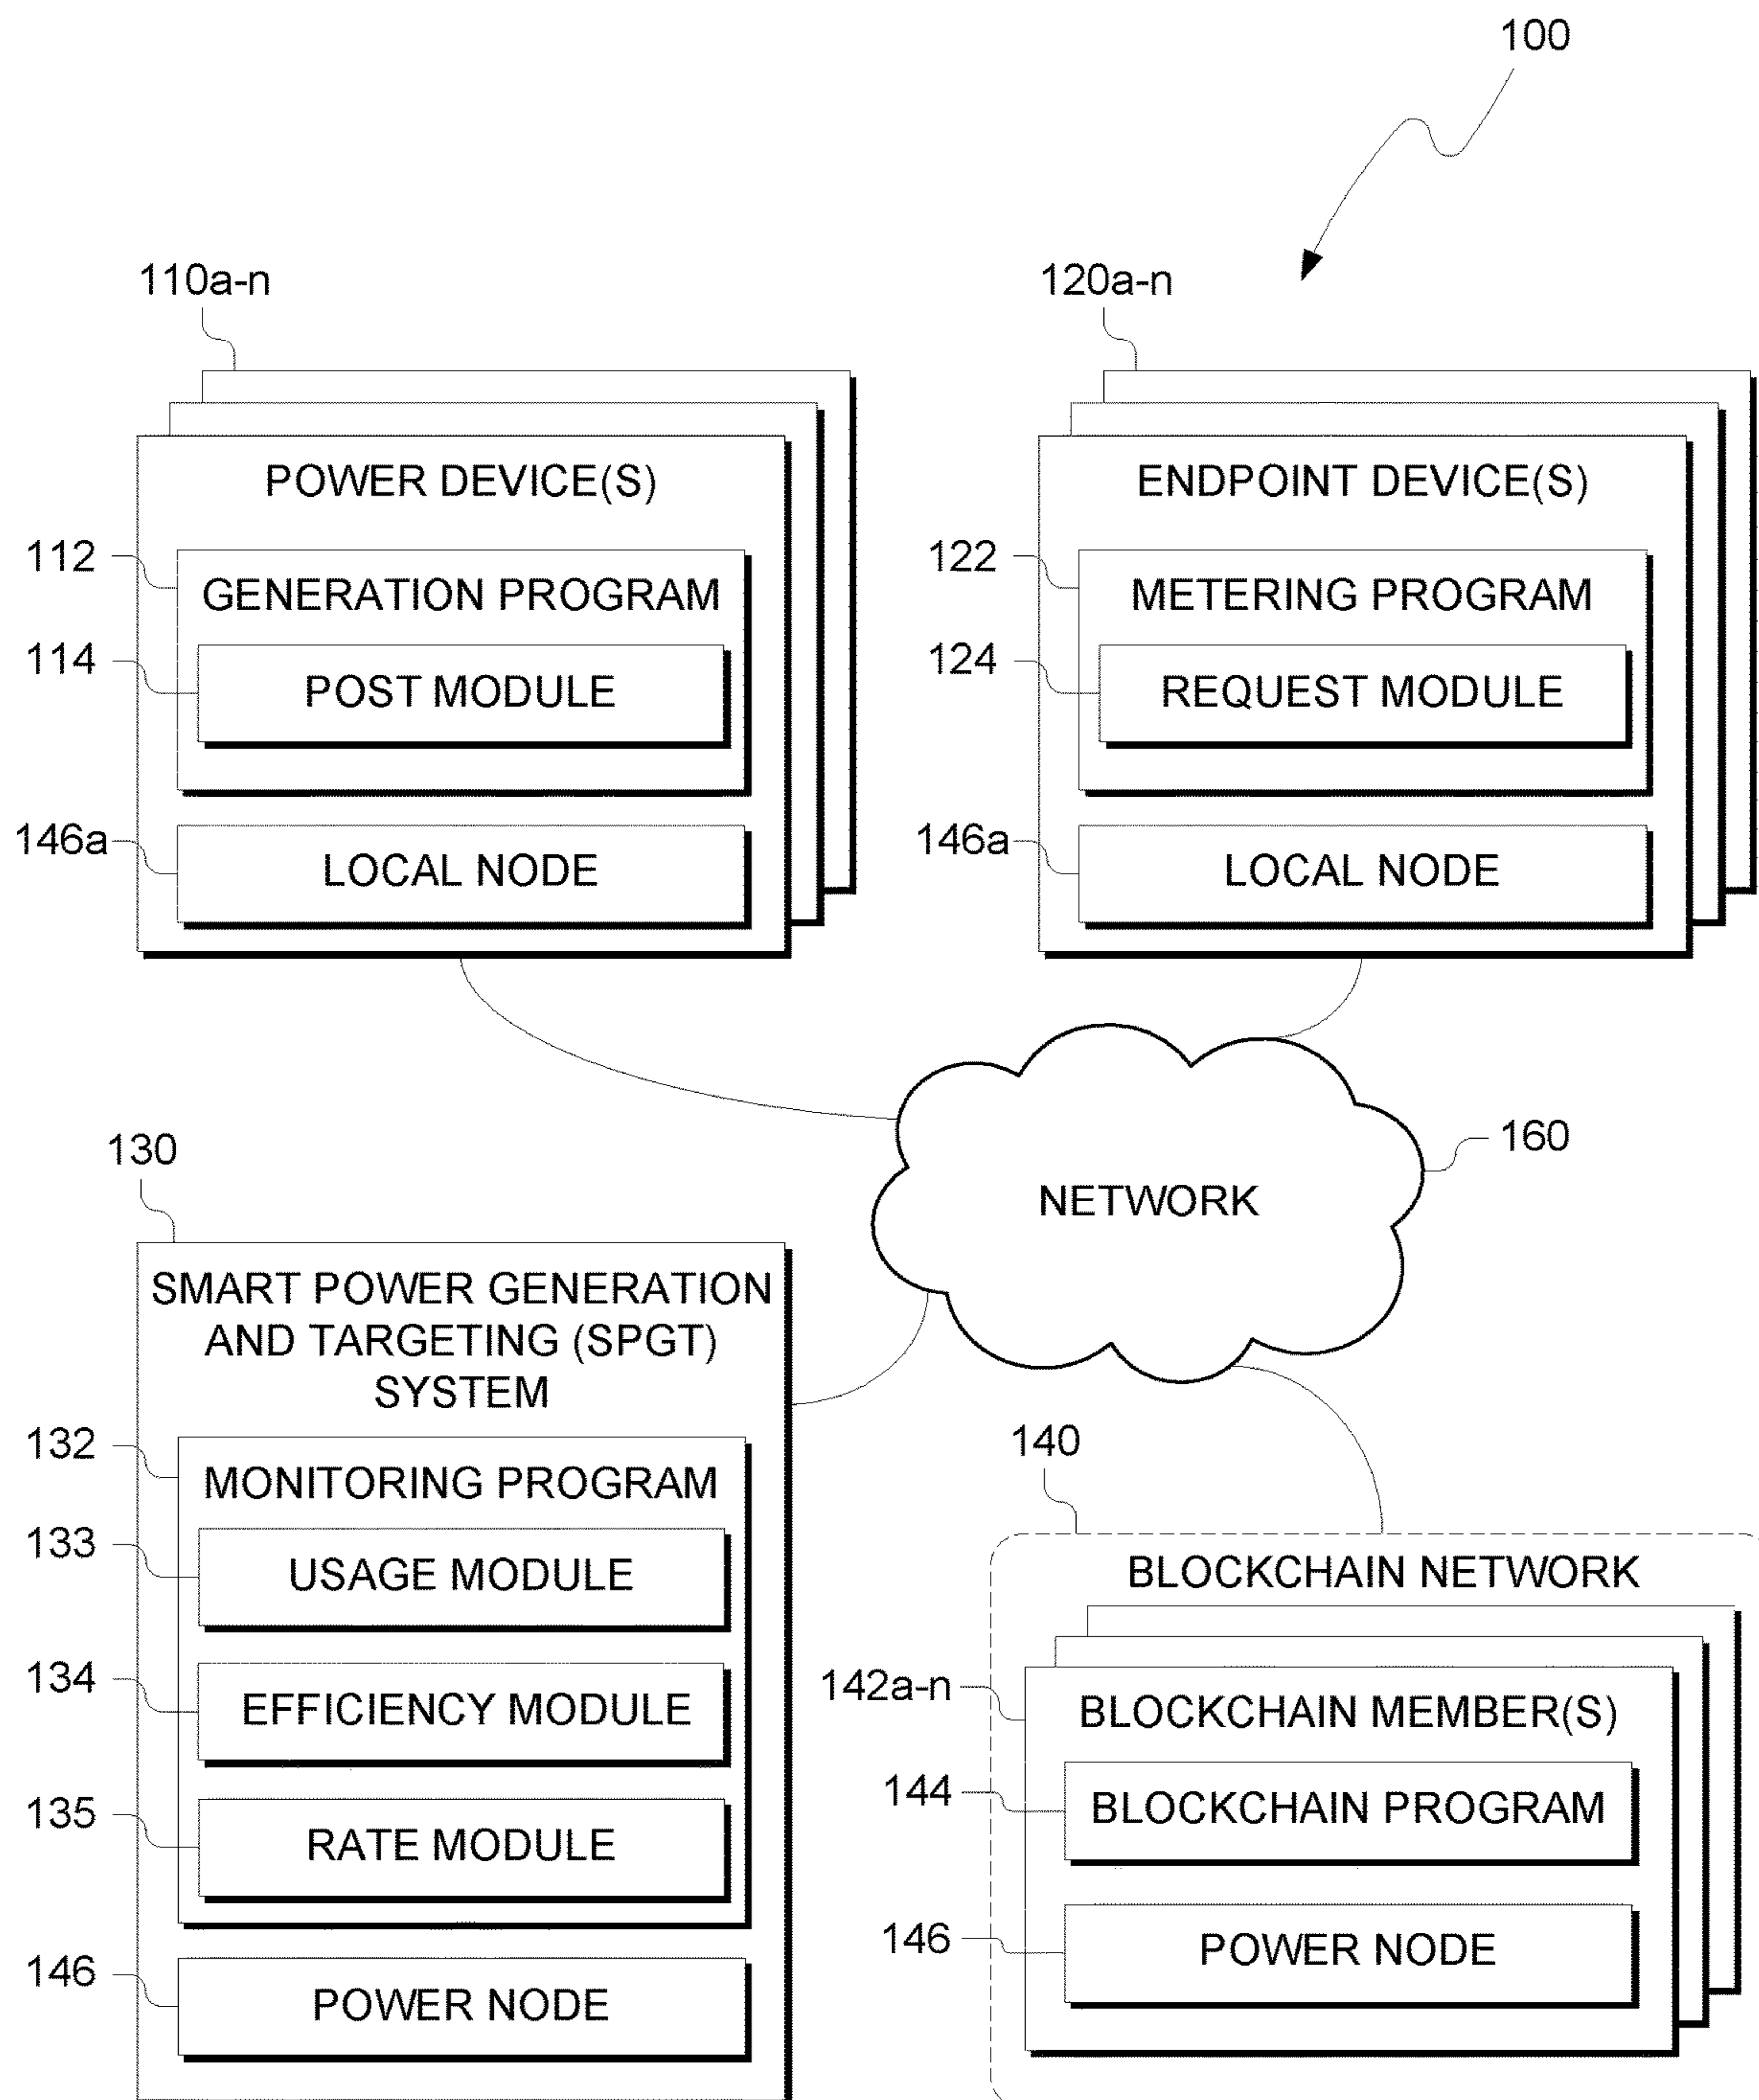 100
110a-n
120a-n
POWER DEVICE(S)
112
GENERATION PROGRAM
114
POST MODULE
146a
LOCAL NODE
ENDPOINT DEVICE(S)
122
METERING PROGRAM
124
REQUEST MODULE
146a
LOCAL NODE
NETWORK
160
130
SMART POWER GENERATION
AND TARGETING (SPGT)
SYSTEM
132
MONITORING PROGRAM
133
USAGE MODULE
134
EFFICIENCY MODULE
135
RATE MODULE
146
POWER NODE
140
BLOCKCHAIN NETWORK
142a-n
BLOCKCHAIN MEMBER(S)
144
BLOCKCHAIN PROGRAM
146
POWER NODE